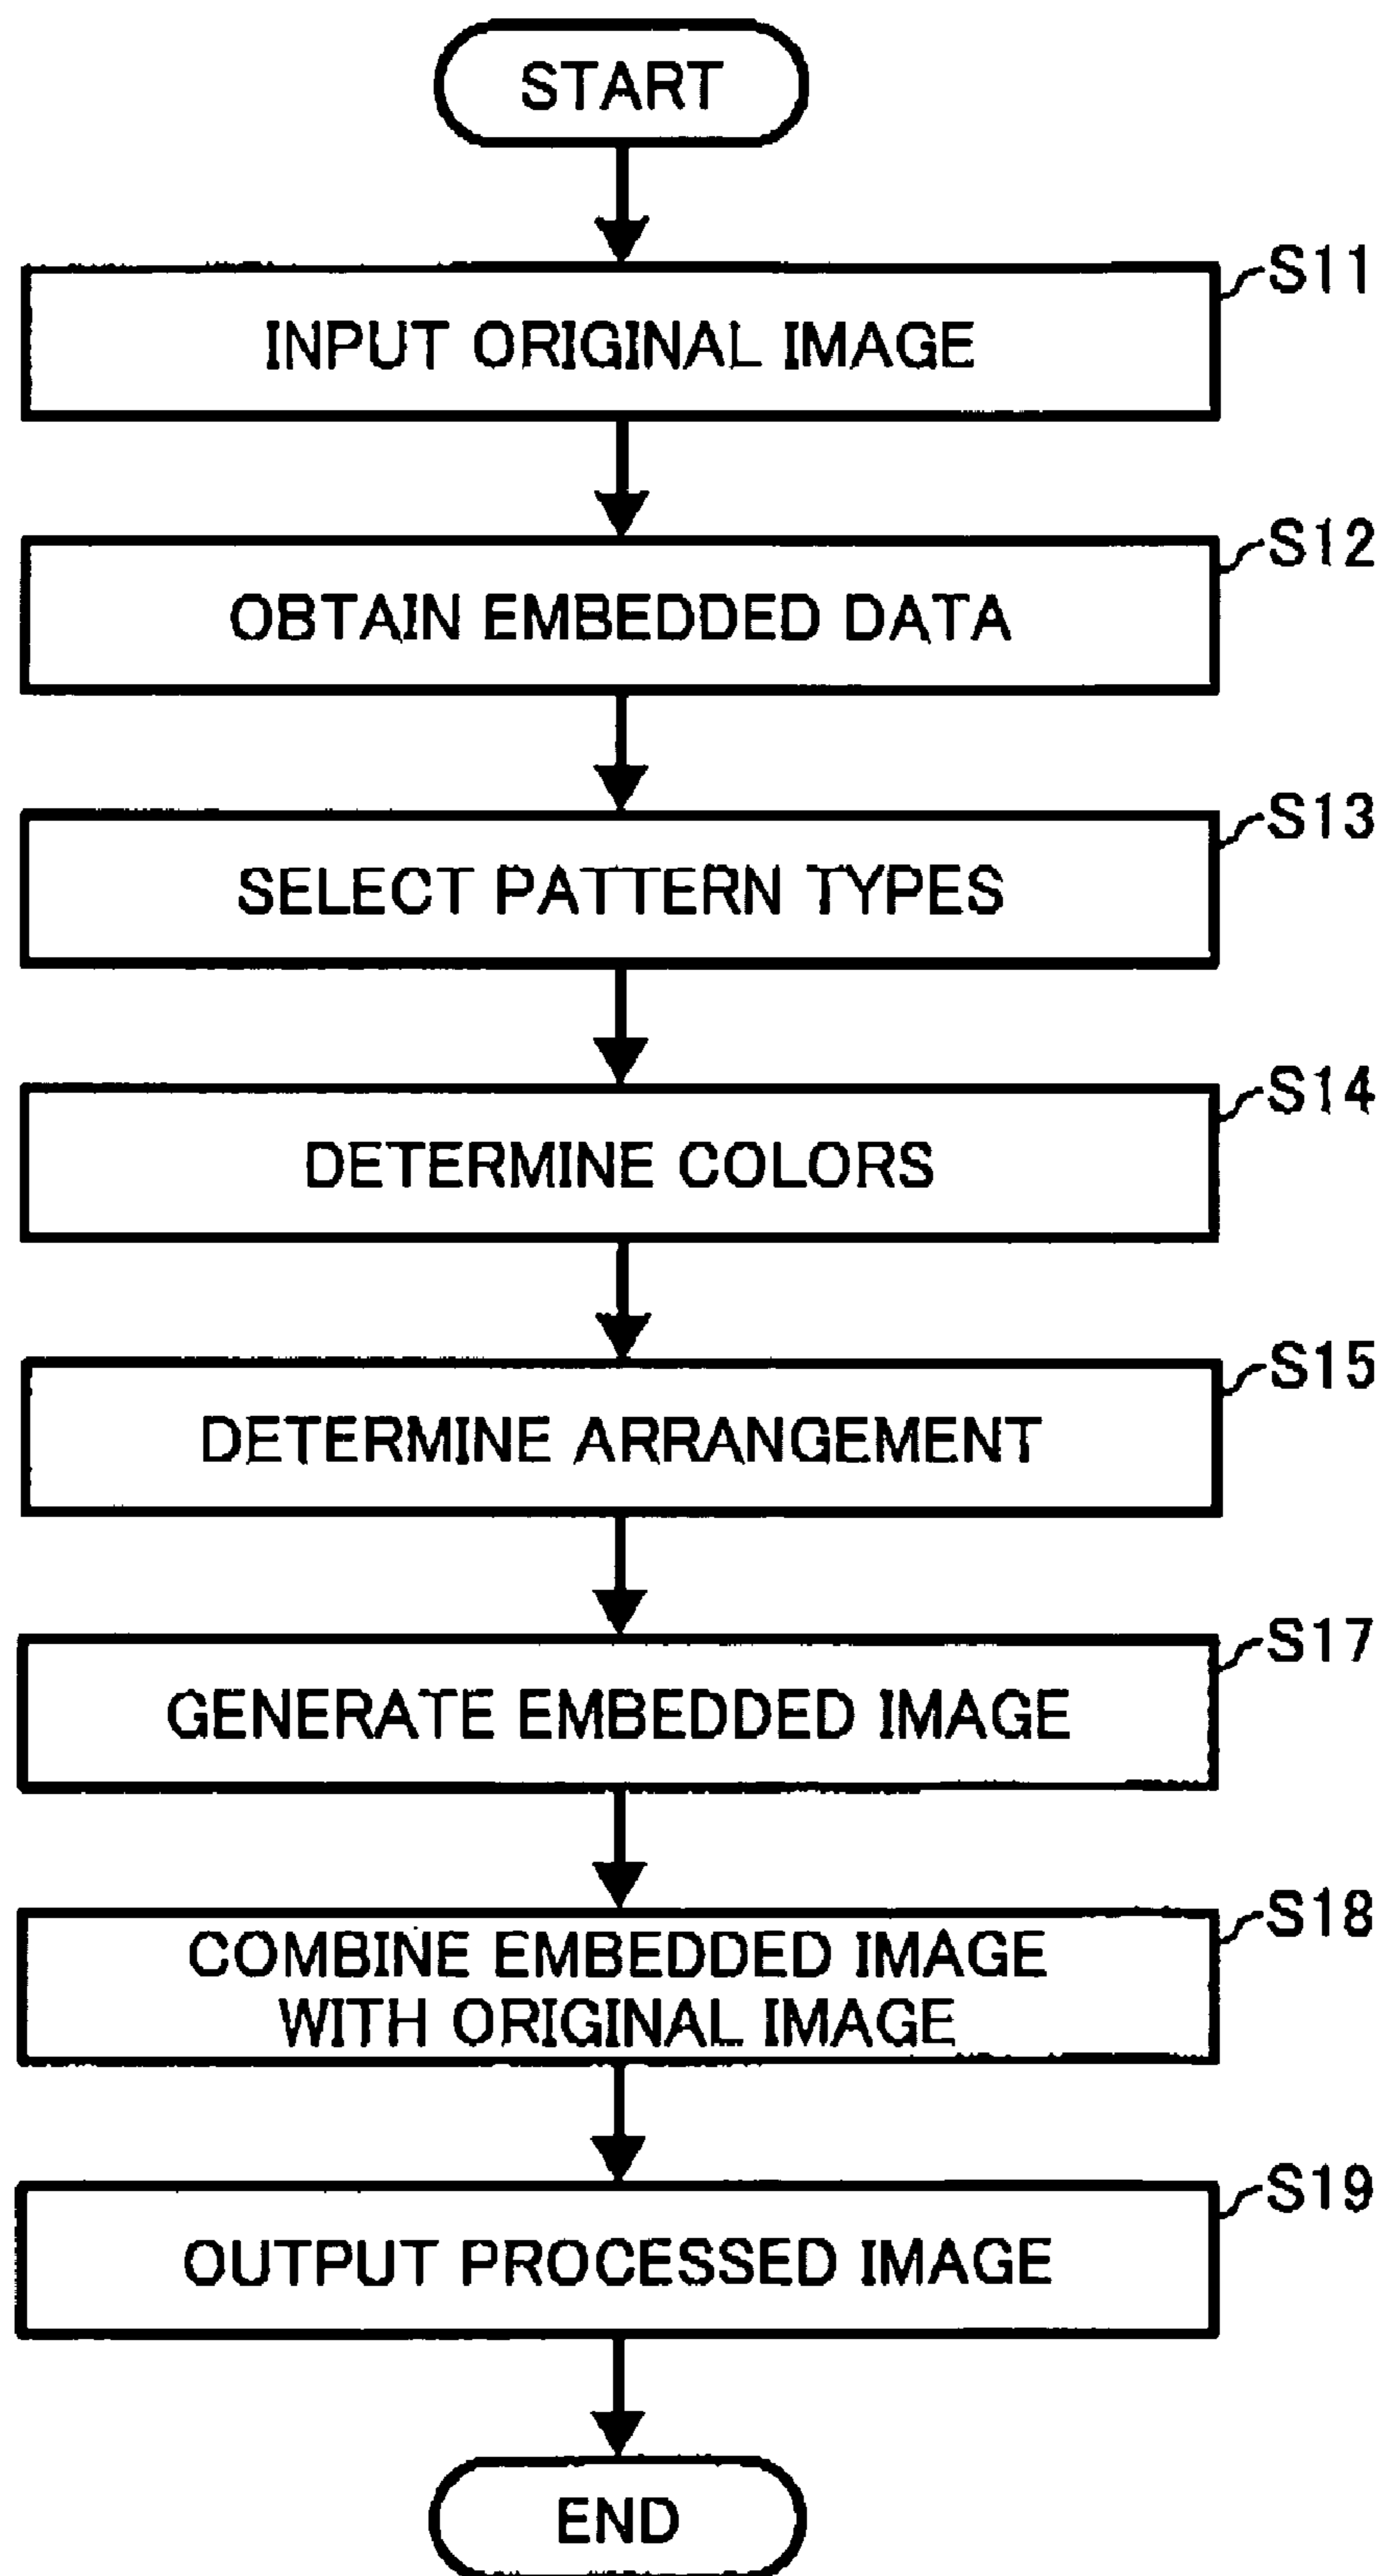 START
S11
INPUT ORIGINAL IMAGE
S12
OBTAIN EMBEDDED DATA
S13
SELECT PATTERN TYPES
S14
DETERMINE COLORS
S15
DETERMINE ARRANGEMENT
S17
GENERATE EMBEDDED IMAGE
S18
COMBINE EMBEDDED IMAGE
WITH ORIGINAL IMAGE
S19
OUTPUT PROCESSED IMAGE
END